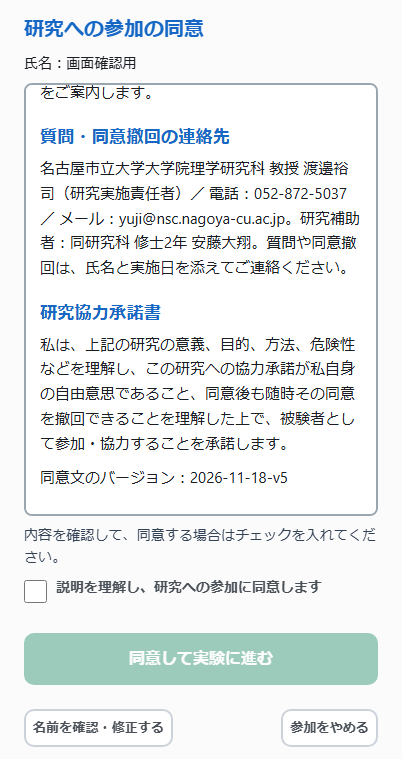 研究への参加の同意
氏名：画面確認用
をご案内します。
質問・同意撤回の連絡先
名古屋市立大学大学院理学研究科 教授 渡邊裕
司（研究実施責任者）／ 電話：052-872-5037
／ メール：yuji@nsc.nagoya-cu.ac.jp。研究補助
者：同研究科 修士2年 安藤大翔。質問や同意撤
回は、氏名と実施日を添えてご連絡ください。
研究協力承諾書
私は、上記の研究の意義、目的、方法、危険性
などを理解し、この研究への協力承諾が私自身
の自由意思であること、同意後も随時その同意
を撤回できることを理解した上で、被験者とし
て参加・協力することを承諾します。
同意文のバージョン：2026-11-18-v5
内容を確認して、同意する場合はチェックを入れてくだ
さい。
説明を理解し、研究への参加に同意します
同意して実験に進む
名前を確認・修正する
参加をやめる